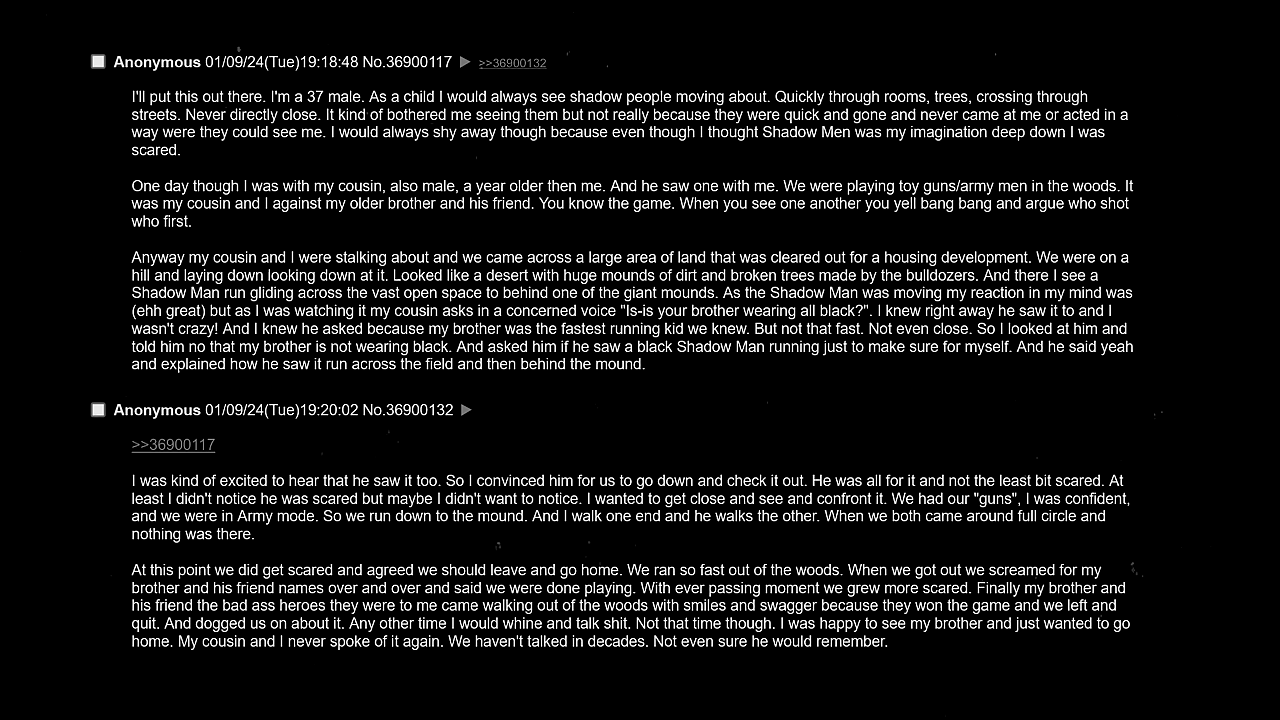 Anonymous 01/09/24(Tue)19:18:48 No.36900117 ▶ >>36900132
I'll put this out there. I'm a 37 male. As a child I would always see shadow people moving about. Quickly through rooms, trees, crossing through
streets. Never directly close. It kind of bothered me seeing them but not really because they were quick and gone and never came at me or acted in a
way were they could see me. I would always shy away though because even though I thought Shadow Men was my imagination deep down I was
scared.
One day though I was with my cousin, also male, a year older then me. And he saw one with me. We were playing toy guns/army men in the woods. It
was my cousin and I against my older brother and his friend. You know the game. When you see one another you yell bang bang and argue who shot
who first.
Anyway my cousin and I were stalking about and we came across a large area of land that was cleared out for a housing development. We were on a
hill and laying down looking down at it. Looked like a desert with huge mounds of dirt and broken trees made by the bulldozers. And there I see a
Shadow Man run gliding across the vast open space to behind one of the giant mounds. As the Shadow Man was moving my reaction in my mind was
(ehh great) but as I was watching it my cousin asks in a concerned voice "Is-is your brother wearing all black?". I knew right away he saw it to and I
wasn't crazy! And I knew he asked because my brother was the fastest running kid we knew. But not that fast. Not even close. So I looked at him and
told him no that my brother is not wearing black. And asked him if he saw a black Shadow Man running just to make sure for myself. And he said yeah
and explained how he saw it run across the field and then behind the mound.
Anonymous 01/09/24(Tue)19:20:02 No.36900132 ▶
>>36900117
I was kind of excited to hear that he saw it too. So I convinced him for us to go down and check it out. He was all for it and not the least bit scared. At
least I didn't notice he was scared but maybe I didn't want to notice. I wanted to get close and see and confront it. We had our "guns", I was confident,
and we were in Army mode. So we run down to the mound. And I walk one end and he walks the other. When we both came around full circle and
nothing was there.
At this point we did get scared and agreed we should leave and go home. We ran so fast out of the woods. When we got out we screamed for my
brother and his friend names over and over and said we were done playing. With ever passing moment we grew more scared. Finally my brother and
his friend the bad ass heroes they were to me came walking out of the woods with smiles and swagger because they won the game and we left and
quit. And dogged us on about it. Any other time I would whine and talk shit. Not that time though. I was happy to see my brother and just wanted to go
home. My cousin and I never spoke of it again. We haven't talked in decades. Not even sure he would remember.